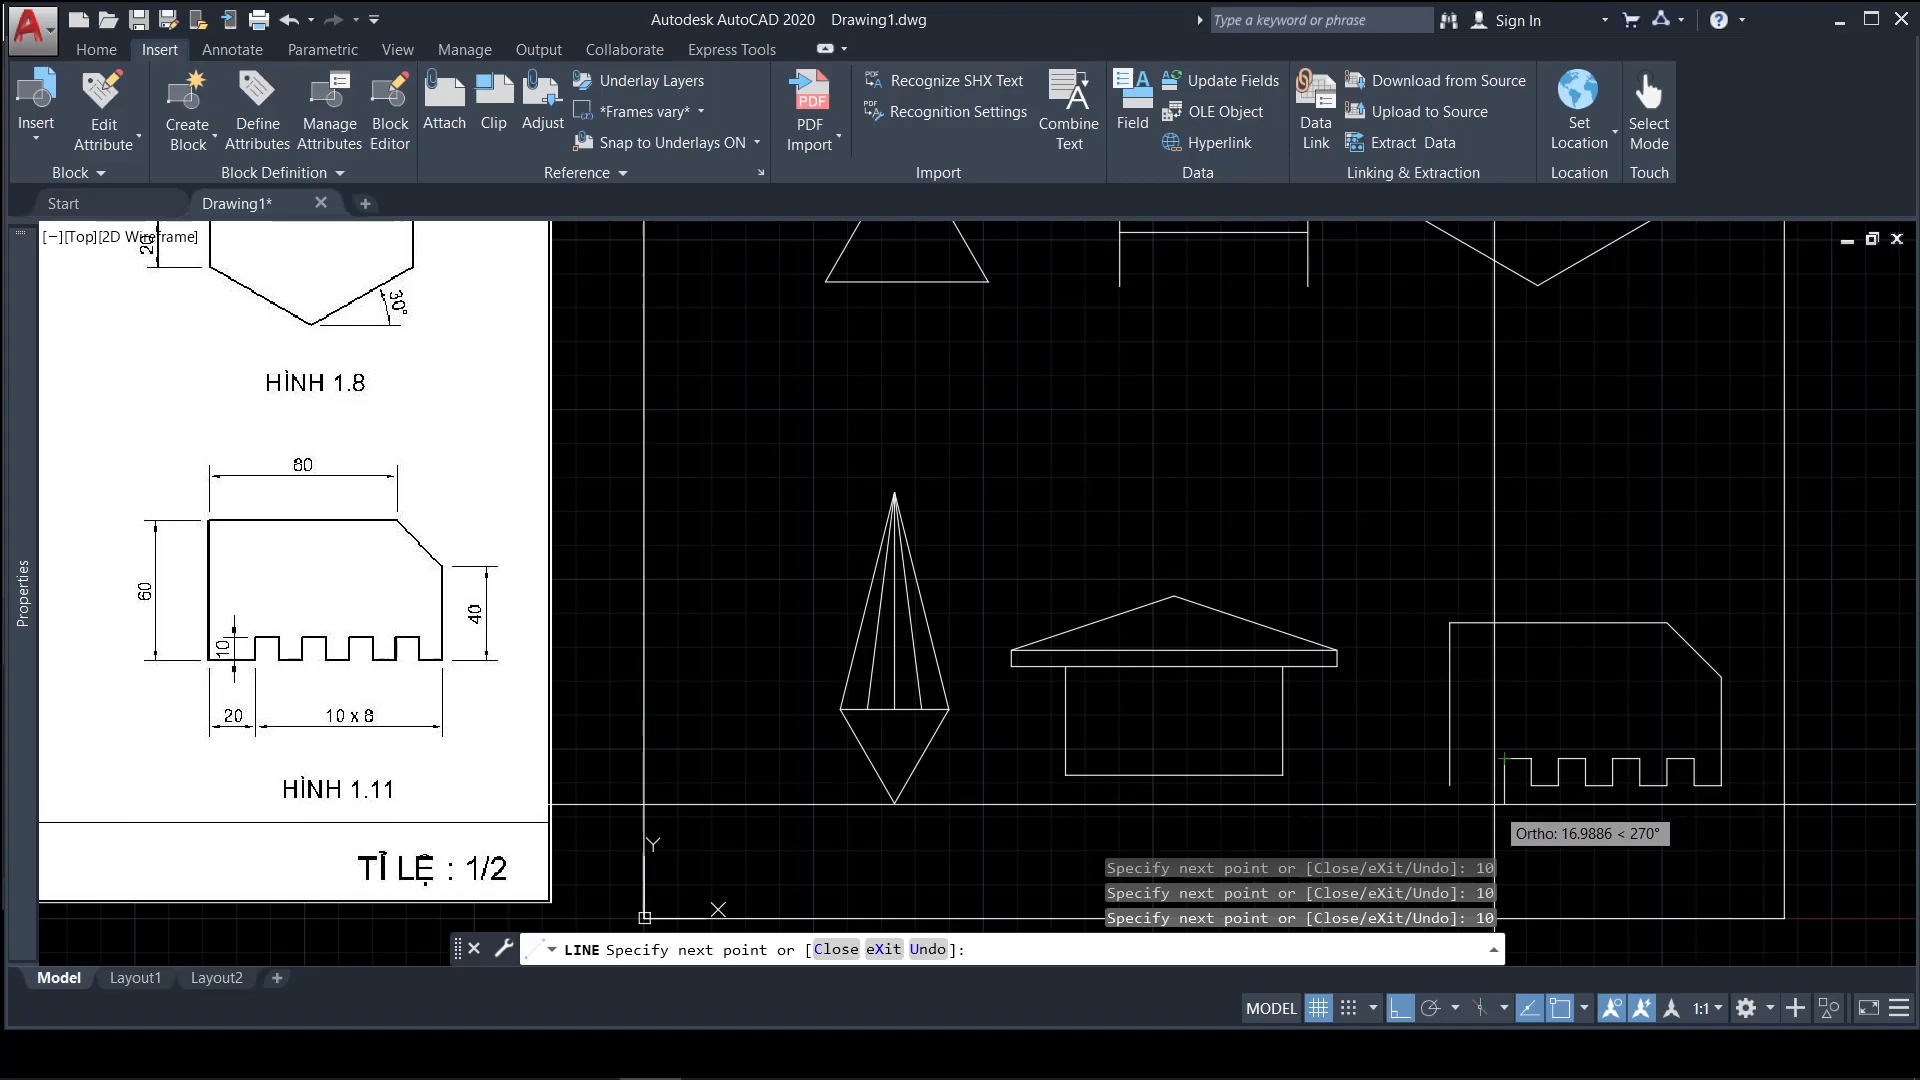 Autodesk AutoCAD 2020 Drawing1.dwg
Type a keyword or phrase
Sign In
Home Insert Annotate Parametric View Manage Output Collaborate Express Tools
Insert
Edit Attribute
Block
Create Block
Define Attributes
Manage Attributes
Block Editor
Block Definition
Attach
Clip
Adjust
Underlay Layers
*Frames vary*
Snap to Underlays ON
Reference
PDF
PDF Import
PDF Recognize SHX Text
PDF Recognition Settings
Combine Text
Import
Field
Update Fields
OLE Object
Hyperlink
Data
Data Link
Download from Source
Upload to Source
Extract Data
Linking & Extraction
Set Location
Location
Select Mode
Touch
Start
Drawing1*
[−][Top][2D Wireframe]
Properties
20
30°
HÌNH 1.8
80
60
40
10
20
10 x 8
HÌNH 1.11
TỈ LỆ : 1/2
Y
X
Ortho: 16.9886 < 270°
Specify next point or [Close/eXit/Undo]: 10
Specify next point or [Close/eXit/Undo]: 10
Specify next point or [Close/eXit/Undo]: 10
LINE Specify next point or [Close eXit Undo]:
Model Layout1 Layout2
MODEL
1:1